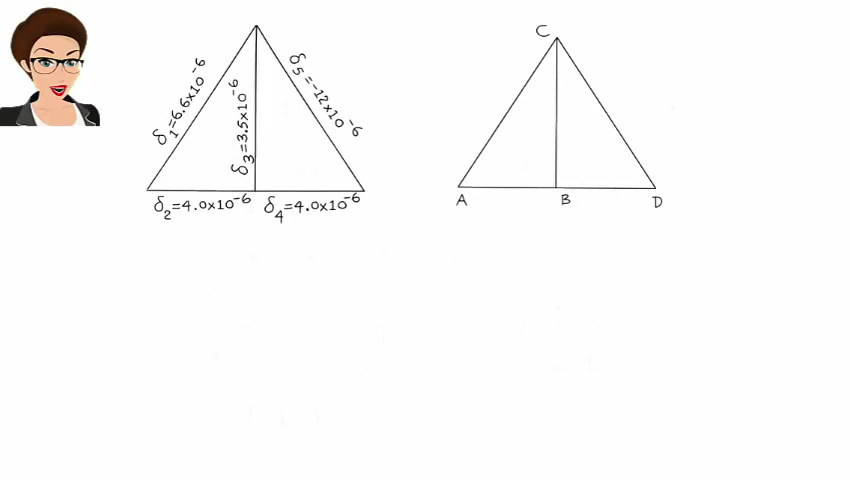 δ₁=6.6x10⁻⁶
δ₃=3.5x10⁻⁶
δ₅=-12x10⁻⁶
δ₂=4.0x10⁻⁶
δ₄=4.0x10⁻⁶
C
A
B
D